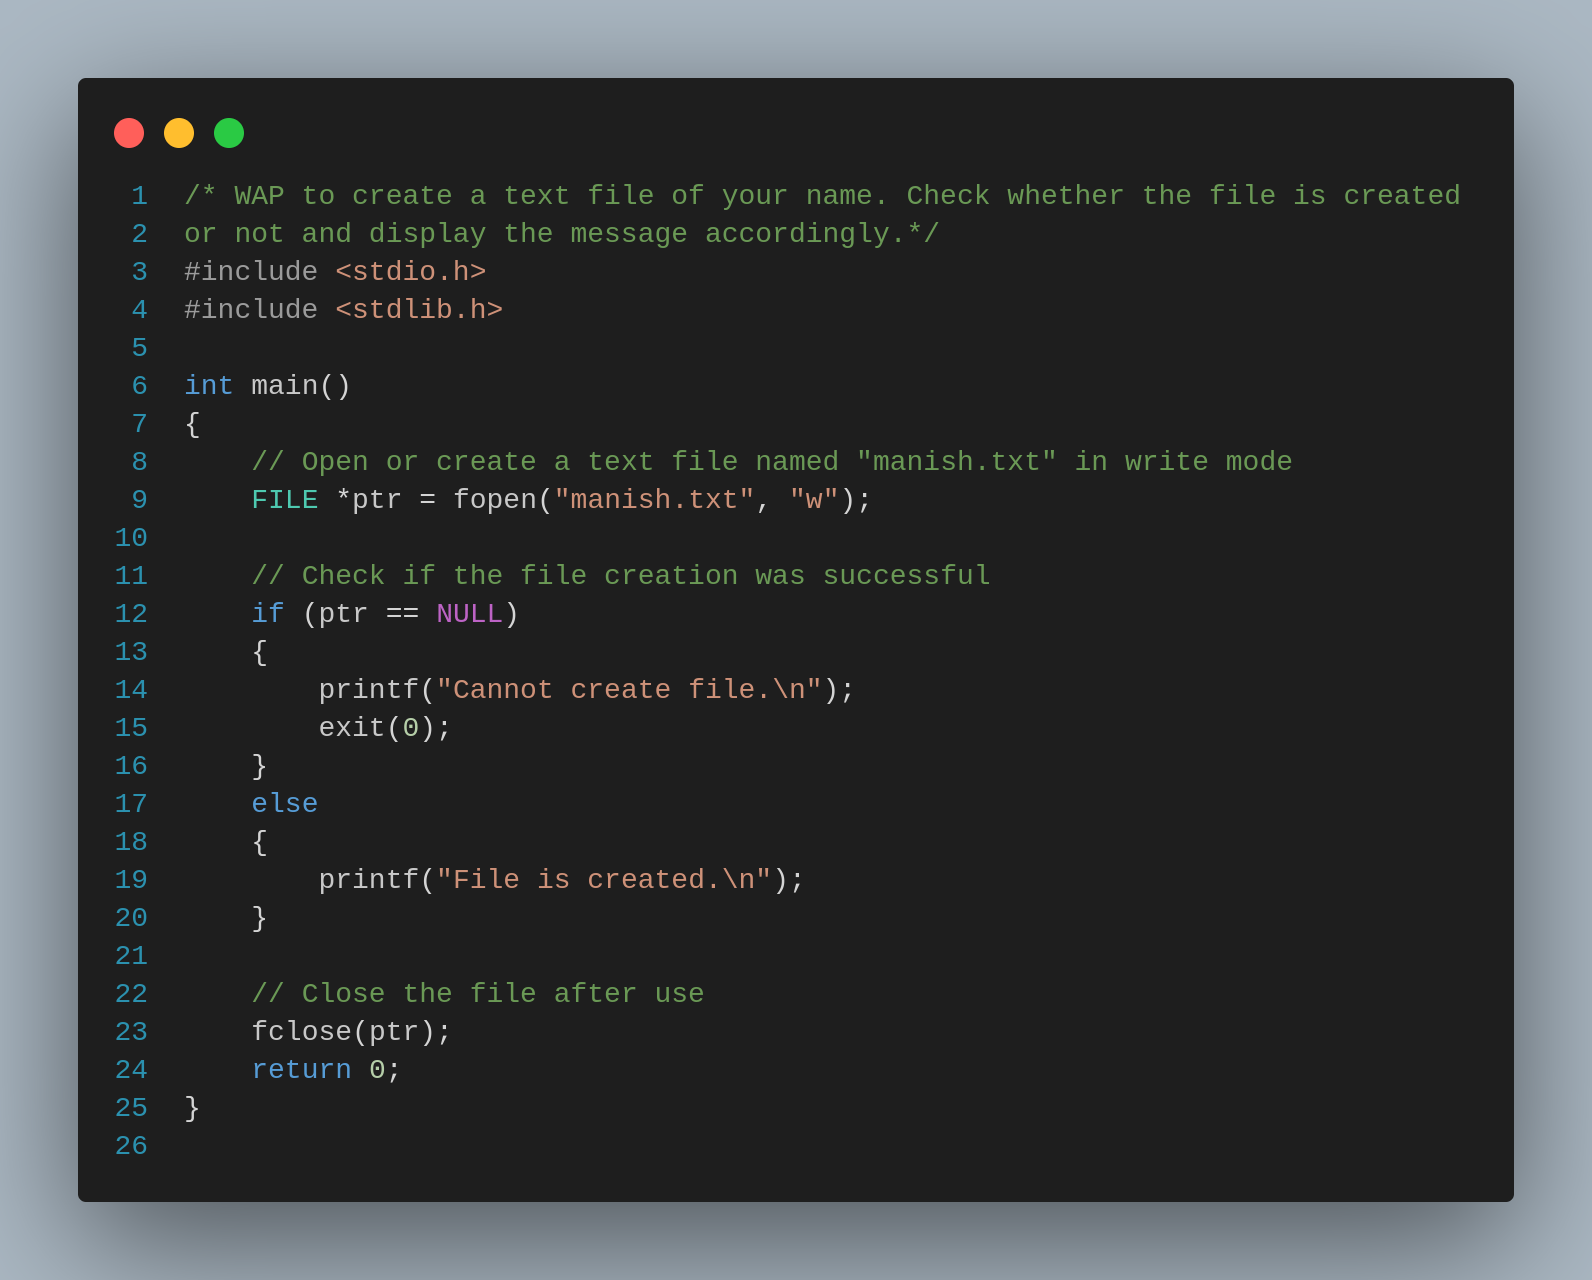 1 /* WAP to create a text file of your name. Check whether the file is created
2 or not and display the message accordingly.*/
3 #include <stdio.h>
4 #include <stdlib.h>
5
6 int main()
7 {
8     // Open or create a text file named "manish.txt" in write mode
9     FILE *ptr = fopen("manish.txt", "w");
10
11     // Check if the file creation was successful
12     if (ptr == NULL)
13     {
14         printf("Cannot create file.\n");
15         exit(0);
16     }
17     else
18     {
19         printf("File is created.\n");
20     }
21
22     // Close the file after use
23     fclose(ptr);
24     return 0;
25 }
26